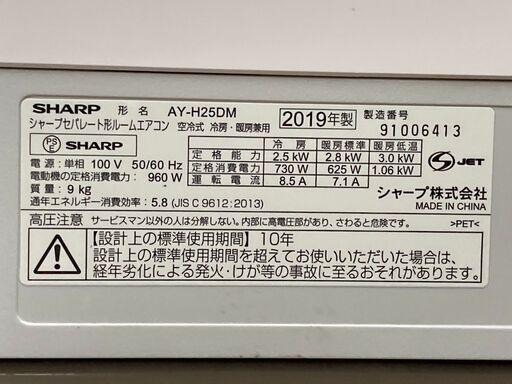 SHARP 形名 AY-H25DM 2019年製 製造番号
シャープセパレート形ルームエアコン 空冷式 冷房・暖房兼用 91006413
PS E SHARP 冷房 暖房標準 暖房低温
定格能力 2.5 kW 2.8 kW 3.0 kW
電源:単相 100 V 50/60 Hz 定格消費電力 730 W 625 W 1.06 kW S JET
電動機の定格消費電力: 960 W 運転電流 8.5 A 7.1 A
質量: 9 kg シャープ株式会社
通年エネルギー消費効率: 5.8 (JIS C 9612:2013) MADE IN CHINA
高圧注意 サービスマン以外の人は分解しない。内部に高電圧部があり、さわると危険です。 >PET<
【設計上の標準使用期間】10年
設計上の標準使用期間を超えてお使いいただいた場合は、
経年劣化による発火・けが等の事故に至るおそれがあります。